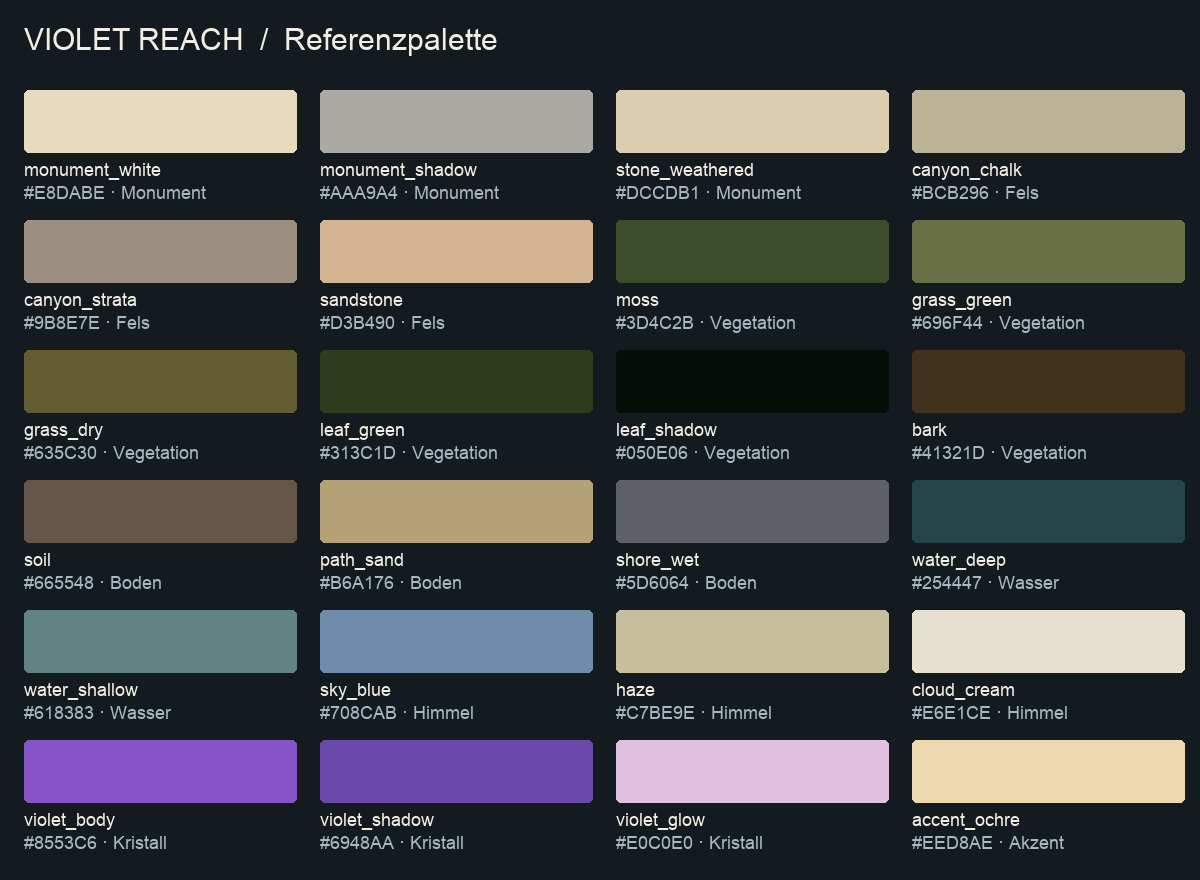 VIOLET REACH / Referenzpalette
monument_white
#E8DABE · Monument
monument_shadow
#AAA9A4 · Monument
stone_weathered
#DCCDB1 · Monument
canyon_chalk
#BCB296 · Fels
canyon_strata
#9B8E7E · Fels
sandstone
#D3B490 · Fels
moss
#3D4C2B · Vegetation
grass_green
#696F44 · Vegetation
grass_dry
#635C30 · Vegetation
leaf_green
#313C1D · Vegetation
leaf_shadow
#050E06 · Vegetation
bark
#41321D · Vegetation
soil
#665548 · Boden
path_sand
#B6A176 · Boden
shore_wet
#5D6064 · Boden
water_deep
#254447 · Wasser
water_shallow
#618383 · Wasser
sky_blue
#708CAB · Himmel
haze
#C7BE9E · Himmel
cloud_cream
#E6E1CE · Himmel
violet_body
#8553C6 · Kristall
violet_shadow
#6948AA · Kristall
violet_glow
#E0C0E0 · Kristall
accent_ochre
#EED8AE · Akzent